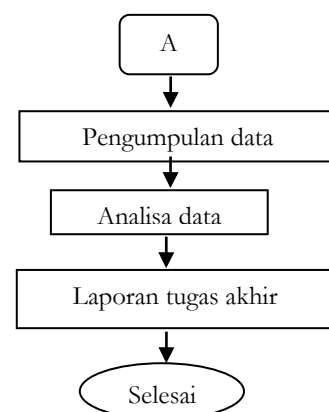 A
Pengumpulan data
Analisa data
Laporan tugas akhir
Selesai